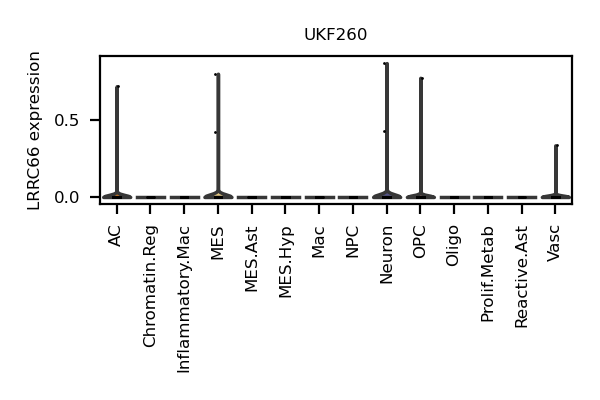 UKF260
LRRC66 expression
0.5
0.0
AC
Chromatin.Reg
Inflammatory.Mac
MES
MES.Ast
MES.Hyp
Mac
NPC
Neuron
OPC
Oligo
Prolif.Metab
Reactive.Ast
Vasc